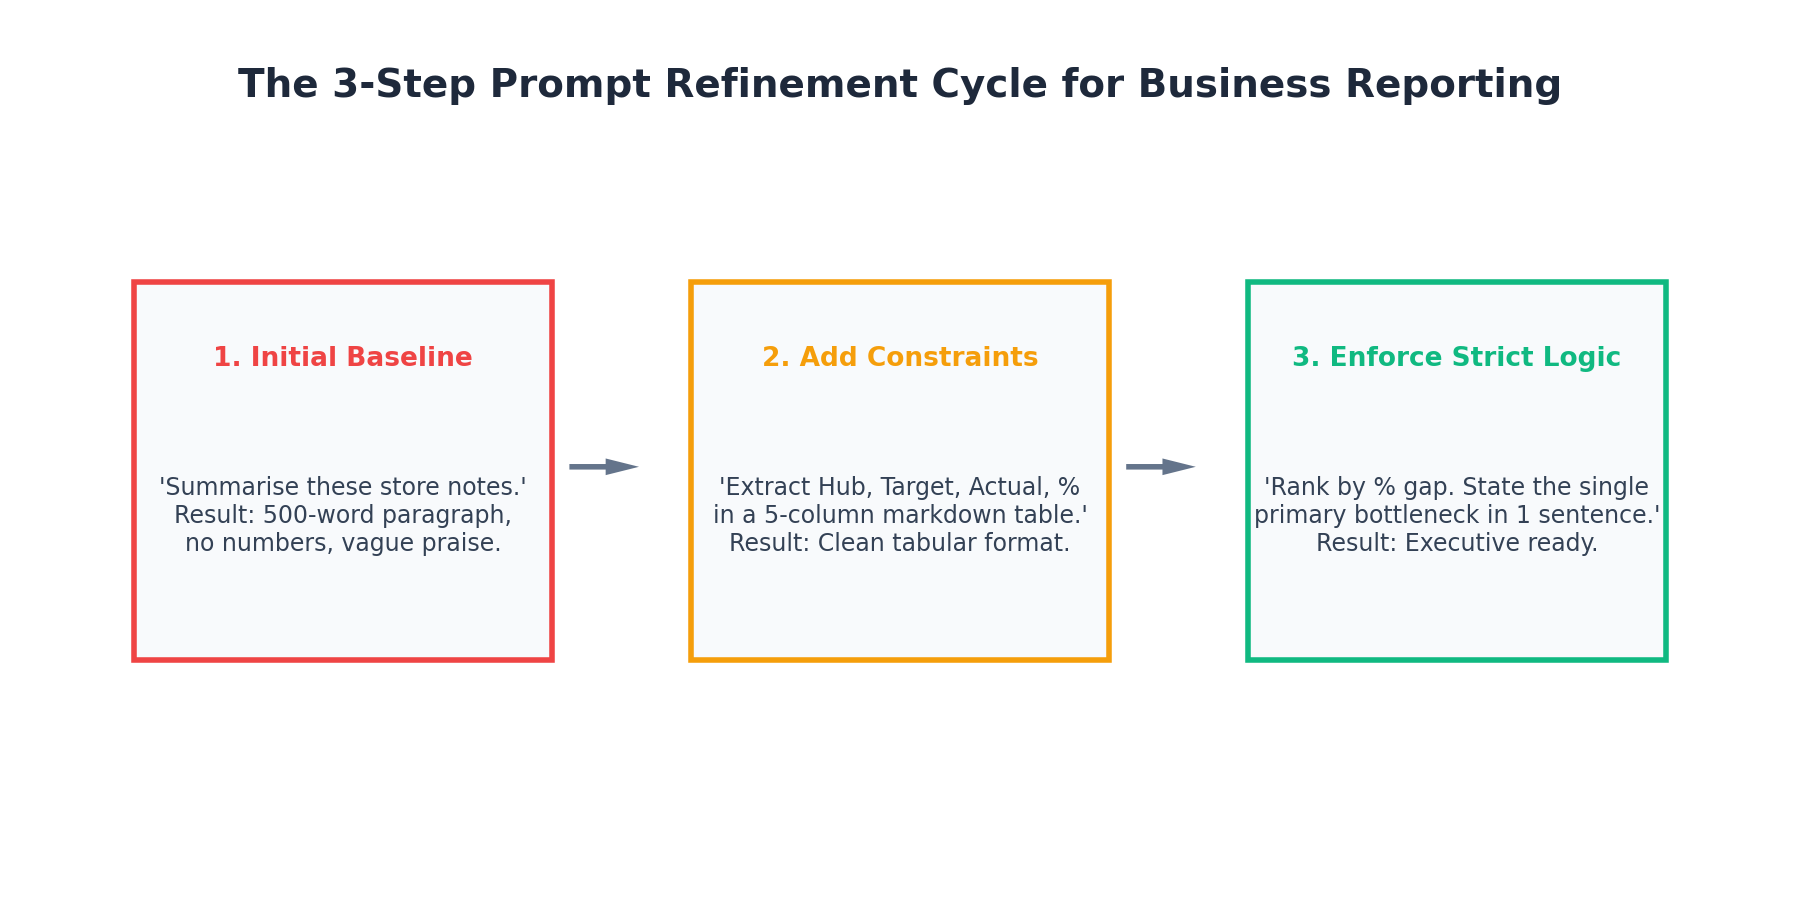 The 3-Step Prompt Refinement Cycle for Business Reporting
1. Initial Baseline
'Summarise these store notes.'
Result: 500-word paragraph,
no numbers, vague praise.
2. Add Constraints
'Extract Hub, Target, Actual, %
in a 5-column markdown table.'
Result: Clean tabular format.
3. Enforce Strict Logic
'Rank by % gap. State the single
primary bottleneck in 1 sentence.'
Result: Executive ready.